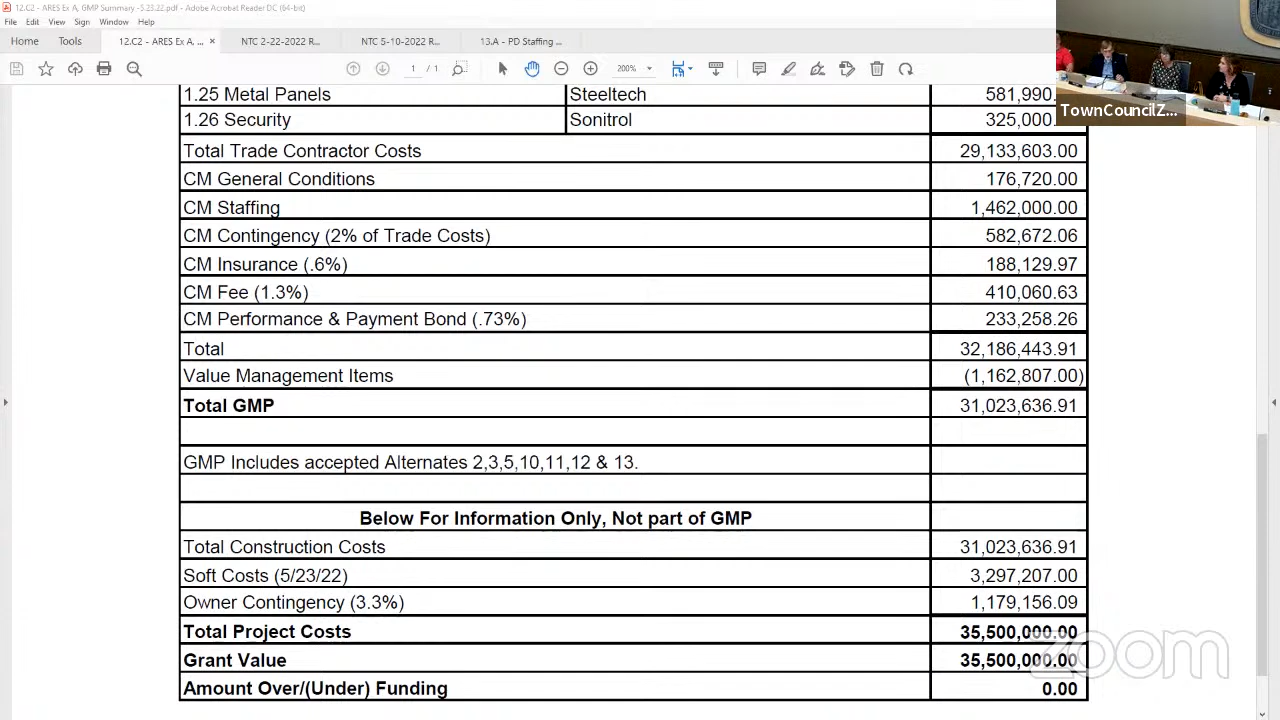 12.C2 - ARES Ex A, GMP Summary -5.23.22.pdf - Adobe Acrobat Reader DC (64-bit)
File Edit View Sign Window Help
Home Tools 12.C2 - ARES Ex A, ... × NTC 2-22-2022 R... NTC 5-10-2022 R... 13.A - PD Staffing ...
1 / 1 200%
TownCouncilZ...
1.25 Metal Panels Steeltech 581,990.
1.26 Security Sonitrol 325,000.
Total Trade Contractor Costs 29,133,603.00
CM General Conditions 176,720.00
CM Staffing 1,462,000.00
CM Contingency (2% of Trade Costs) 582,672.06
CM Insurance (.6%) 188,129.97
CM Fee (1.3%) 410,060.63
CM Performance & Payment Bond (.73%) 233,258.26
Total 32,186,443.91
Value Management Items (1,162,807.00)
Total GMP 31,023,636.91
GMP Includes accepted Alternates 2,3,5,10,11,12 & 13.
Below For Information Only, Not part of GMP
Total Construction Costs 31,023,636.91
Soft Costs (5/23/22) 3,297,207.00
Owner Contingency (3.3%) 1,179,156.09
Total Project Costs 35,500,000.00
Grant Value 35,500,000.00
Amount Over/(Under) Funding 0.00
zoom